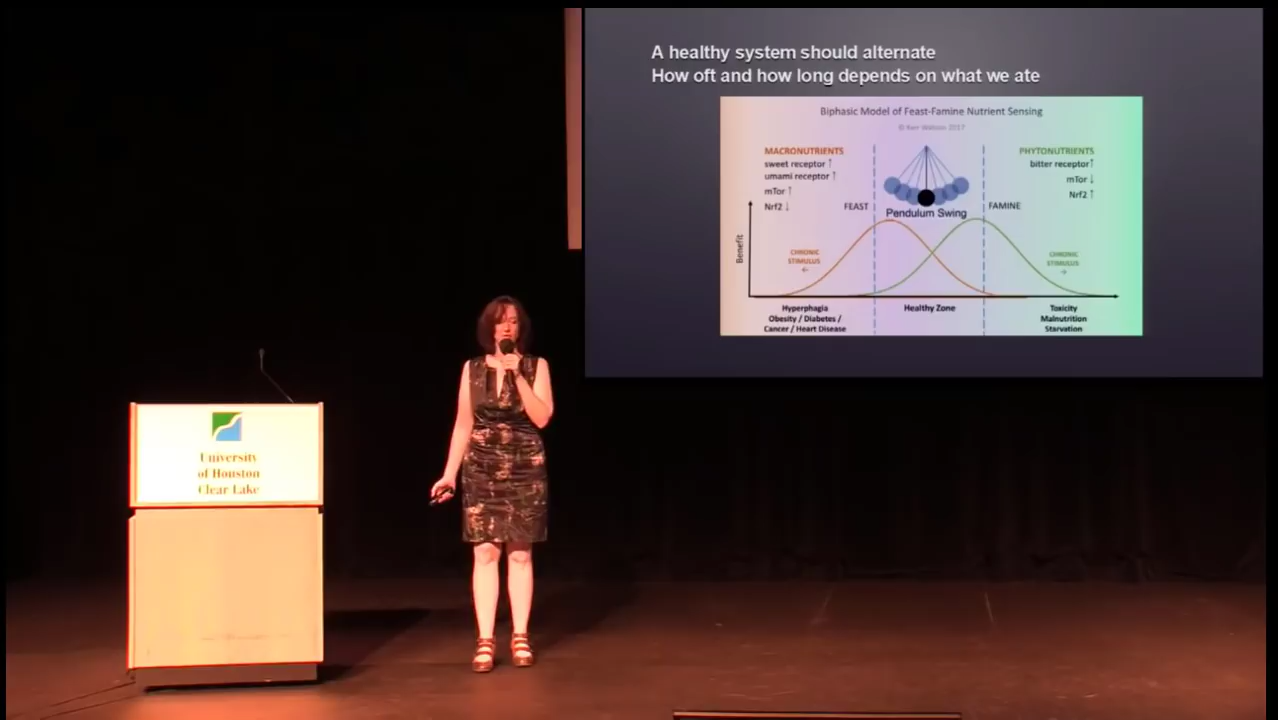 A healthy system should alternate
How oft and how long depends on what we ate
Biphasic Model of Feast-Famine Nutrient Sensing
© Kerr Watson 2017
MACRONUTRIENTS
sweet receptor ↑
umami receptor ↑
mTor ↑
Nrf2 ↓
PHYTONUTRIENTS
bitter receptor ↑
mTor ↓
Nrf2 ↑
FEAST
Pendulum Swing
FAMINE
Benefit
CHRONIC
STIMULUS
←
CHRONIC
STIMULUS
→
Hyperphagia
Obesity / Diabetes /
Cancer / Heart Disease
Healthy Zone
Toxicity
Malnutrition
Starvation
University
of Houston
Clear Lake